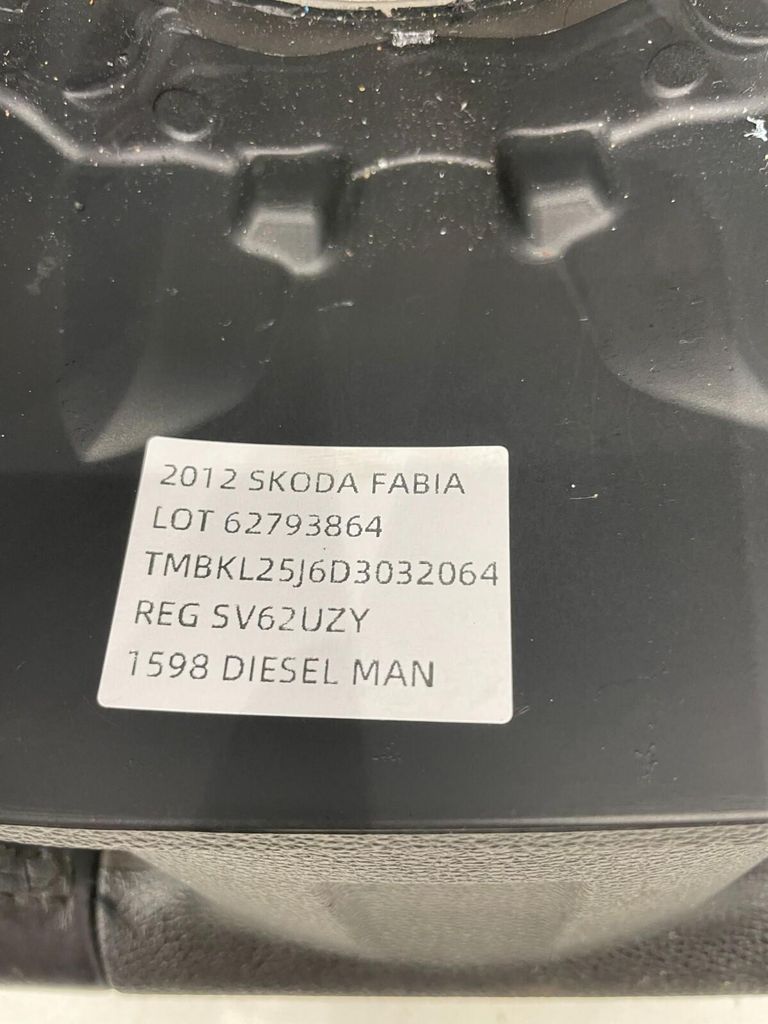 2012 SKODA FABIA
LOT 62793864
TMBKL25J6D3032064
REG SV62UZY
1598 DIESEL MAN